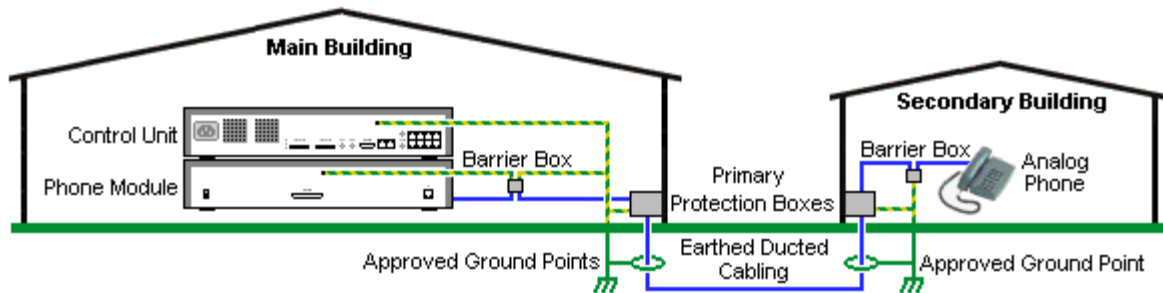 Main Building
Secondary Building
Control Unit
Barrier Box
Barrier Box
Analog
Phone
Phone Module
Primary
Protection Boxes
Approved Ground Points
Earthed Ducted
Cabling
Approved Ground Point